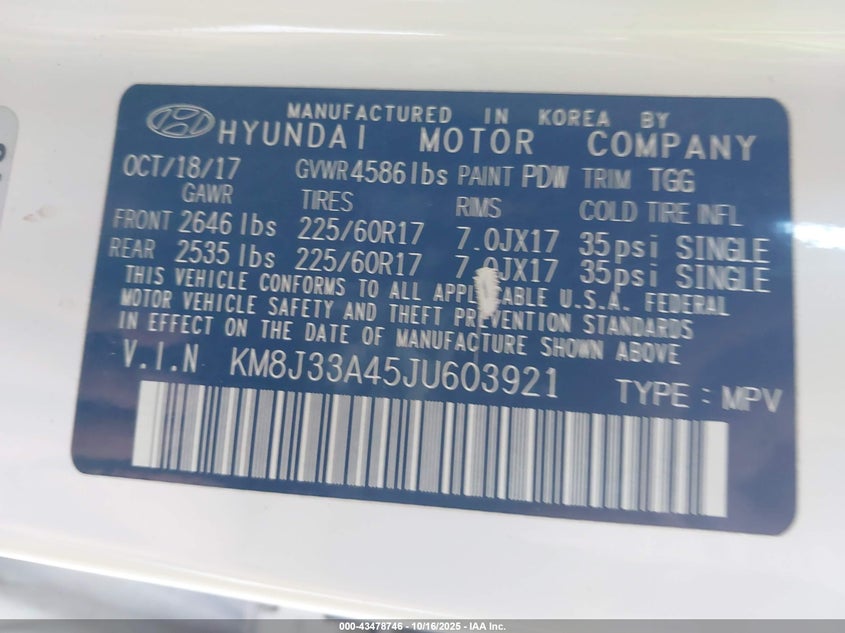 MANUFACTURED IN KOREA BY
HYUNDAI MOTOR COMPANY
OCT/18/17 GVWR 4586 lbs PAINT PDW TRIM TGG
GAWR TIRES RIMS COLD TIRE INFL
FRONT 2646 lbs 225/60R17 7.0JX17 35psi SINGLE
REAR 2535 lbs 225/60R17 7.0JX17 35psi SINGLE
THIS VEHICLE CONFORMS TO ALL APPLICABLE U.S.A. FEDERAL
MOTOR VEHICLE SAFETY AND THEFT PREVENTION STANDARDS
IN EFFECT ON THE DATE OF MANUFACTURE SHOWN ABOVE
V.I.N KM8J33A45JU603921 TYPE : MPV
000-43478746 - 10/16/2025 - IAA Inc.